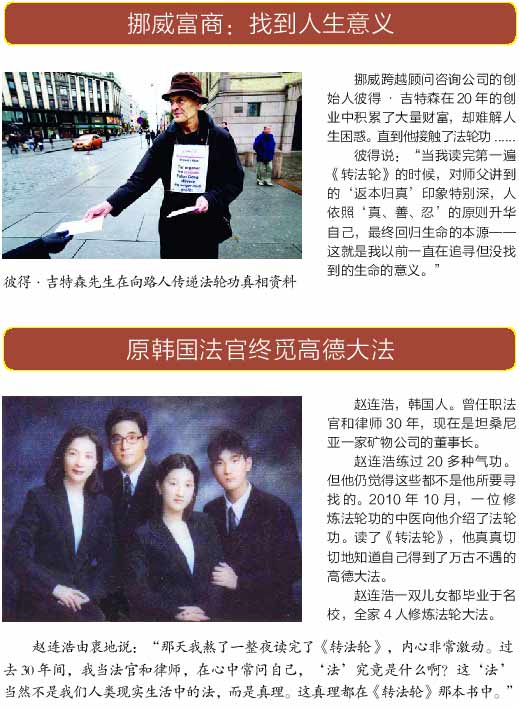 挪威富商：找到人生意义
挪威跨越顾问咨询公司的创
始人彼得·吉特森在20年的创
业中积累了大量财富，却难解人
生困惑。直到他接触了法轮功……
彼得说：“当我读完第一遍
《转法轮》的时候，对师父讲到
的‘返本归真’印象特别深，人
依照‘真、善、忍’的原则升华
自己，最终回归生命的本源——
这就是我以前一直在追寻但没找
到的生命的意义。”
彼得·吉特森先生在向路人传递法轮功真相资料
原韩国法官终觅高德大法
赵连浩，韩国人。曾任职法
官和律师30年，现在是坦桑尼
亚一家矿物公司的董事长。
赵连浩练过20多种气功。
但他仍觉得这些都不是他所要寻
找的。2010年10月，一位修
炼法轮功的中医向他介绍了法轮
功。读了《转法轮》，他真真切
切地知道自己得到了万古不遇的
高德大法。
赵连浩一双儿女都毕业于名
校，全家4人修炼法轮大法。
赵连浩由衷地说：“那天我熬了一整夜读完了《转法轮》，内心非常激动。过
去30年间，我当法官和律师，在心中常问自己，‘法’究竟是什么啊？这‘法’
当然不是我们人类现实生活中的法，而是真理。这真理都在《转法轮》那本书中。”